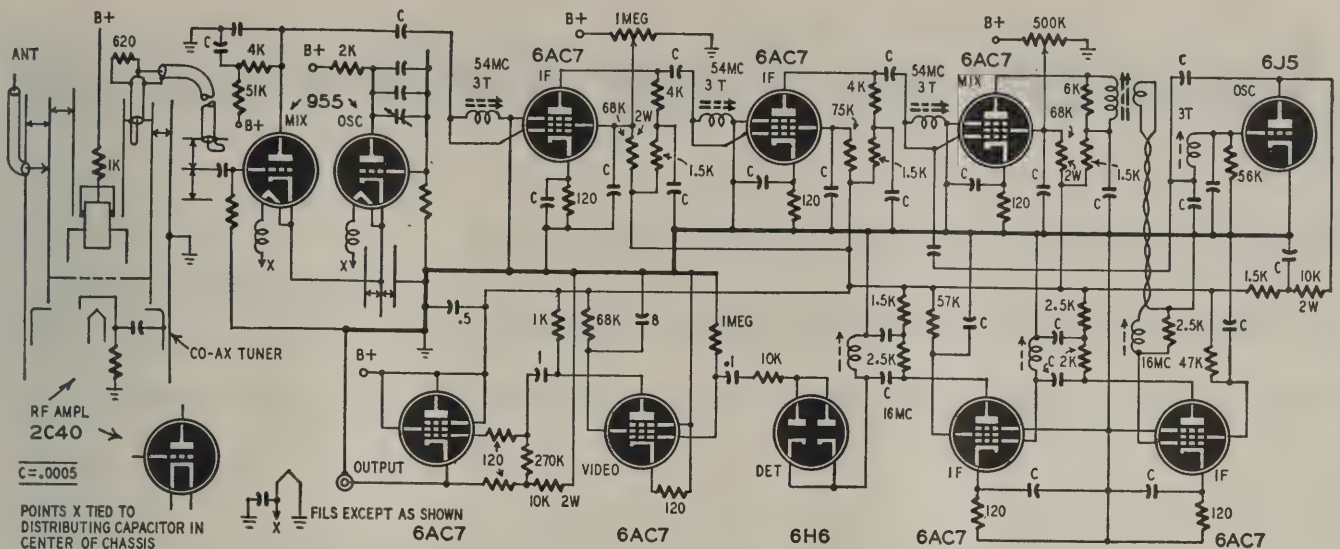 ANT
B+
620
1K
CO-AX TUNER
RF AMPL
2C40
C=.0005
POINTS X TIED TO
DISTRIBUTING CAPACITOR IN
CENTER OF CHASSIS
C
4K
51K
B+
955
MIX
OSC
B+
2K
C
C
X
X
54MC
3T
6AC7
IF
C
120
B+
1MEG
68K
2W
4K
C
1.5K
C
C
54MC
3T
6AC7
IF
C
120
4K
75K
C
1.5K
C
C
54MC
3T
6AC7
MIX
C
120
C
B+
500K
6K
68K
2W
1.5K
C
C
C
3T
C
C
56K
6J5
OSC
C
1.5K
10K
2W
.5
B+
OUTPUT
120
6AC7
X
FILS EXCEPT AS SHOWN
1K
68K
8
1
270K
10K 2W
VIDEO
120
6AC7
1MEG
.1
10K
DET
6H6
1.5K
2.5K
C
C
16MC
57K
C
IF
C
120
6AC7
C
2.5K
C
2K
16MC
2.5K
47K
C
C
IF
120
6AC7